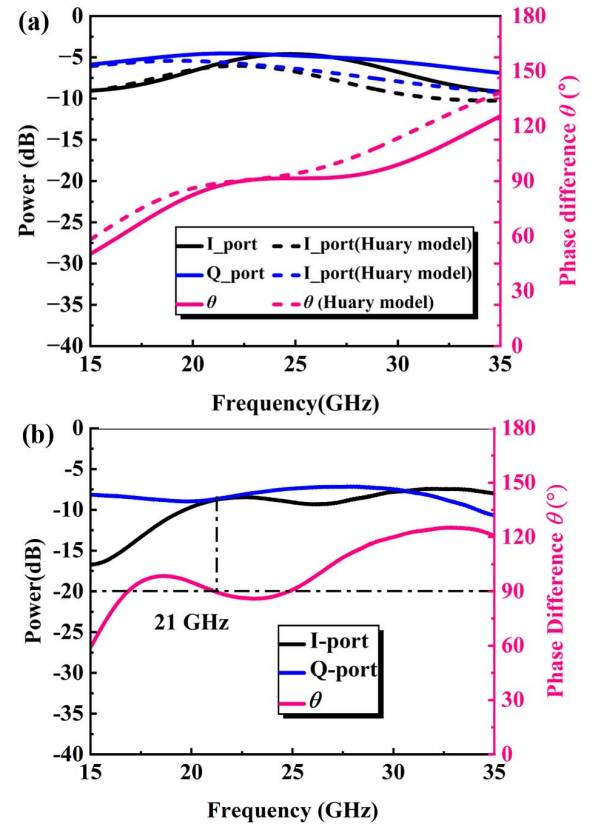 (a)
0
-5
-10
-15
-20
-25
-30
-35
-40
Power (dB)
180
150
120
90
60
30
0
Phase difference θ (°)
I_port I_port(Huary model)
Q_port I_port(Huary model)
θ θ (Huary model)
15 20 25 30 35
Frequency(GHz)
(b)
0
-5
-10
-15
-20
-25
-30
-35
-40
Power(dB)
180
150
120
90
60
30
0
Phase Difference θ (°)
21 GHz
I-port
Q-port
θ
15 20 25 30 35
Frequency (GHz)